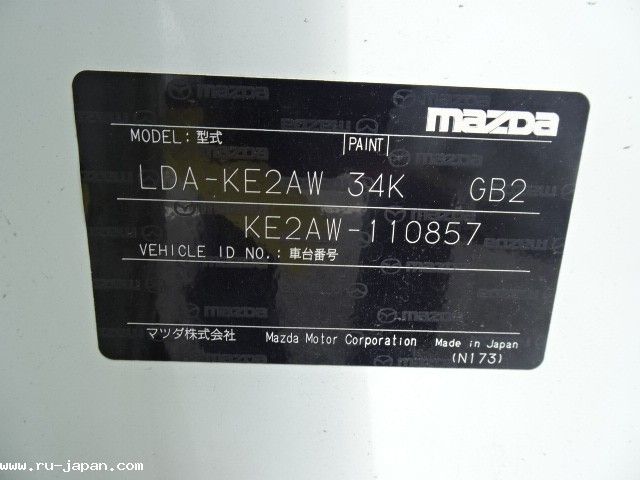 mazda
MODEL: 型式 PAINT
LDA-KE2AW 34K GB2
KE2AW-110857
VEHICLE ID NO.: 車台番号
mazda
マツダ株式会社 Mazda Motor Corporation Made in Japan
(N173)
www.ru-japan.com